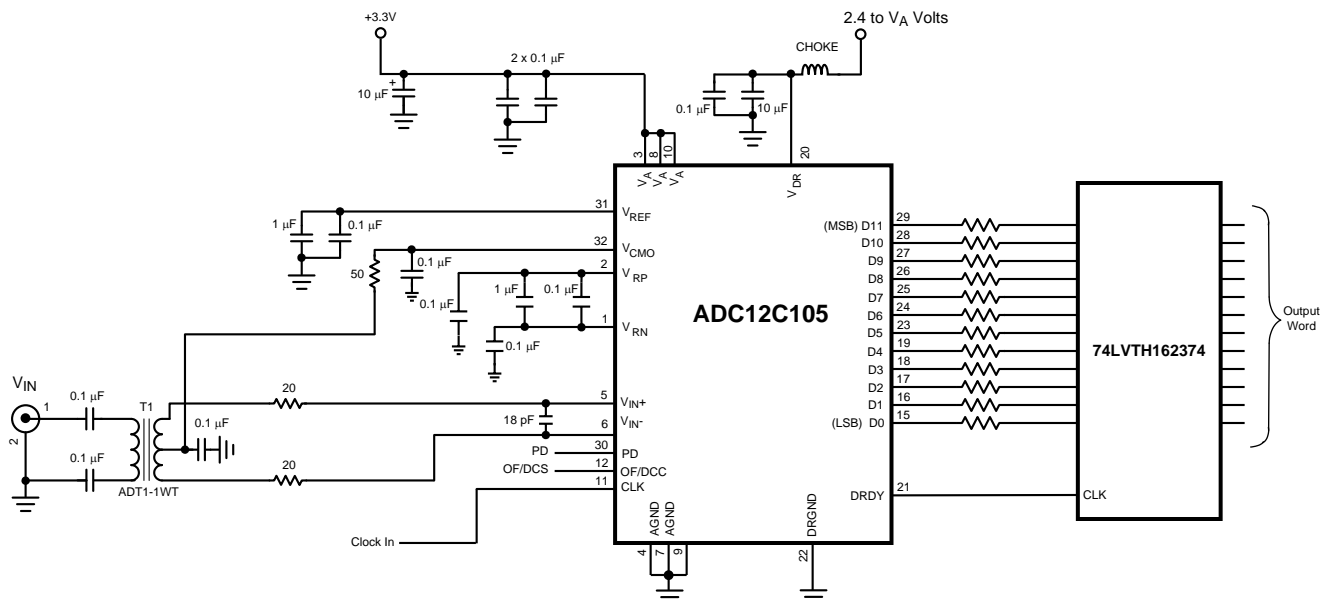 +3.3V
2.4 to VA Volts
CHOKE
2 x 0.1 µF
+
10 µF
0.1 µF
10 µF
3
8
10
20
VA
VA
VA
VDR
31
VREF
1 µF
0.1 µF
32
VCMO
50
0.1 µF
2
VRP
0.1 µF
1 µF
0.1 µF
1
VRN
0.1 µF
ADC12C105
(MSB) D11
29
D10
28
D9
27
D8
26
D7
25
D6
24
D5
23
D4
19
D3
18
D2
17
D1
16
(LSB) D0
15
74LVTH162374
Output
Word
VIN
1
2
0.1 µF
0.1 µF
T1
ADT1-1WT
0.1 µF
20
20
18 pF
5
VIN+
VIN-
6
PD
30
PD
OF/DCS
12
OF/DCC
11
CLK
Clock In
DRDY
21
CLK
AGND
AGND
DRGND
4
7
9
22